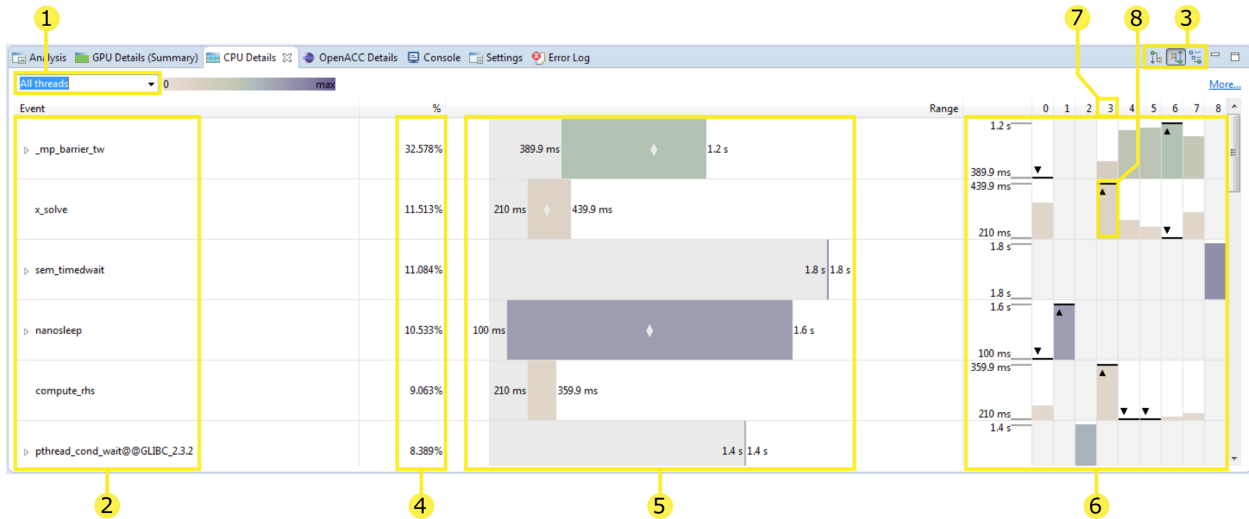 1 7 8 3
Analysis GPU Details (Summary) CPU Details OpenACC Details Console Settings Error Log
All threads 0 max More...
Event % Range 0 1 2 3 4 5 6 7 8
_mp_barrier_tw 32.578% 389.9 ms 1.2 s 1.2 s 389.9 ms
x_solve 11.513% 210 ms 439.9 ms 439.9 ms 210 ms
sem_timedwait 11.084% 1.8 s 1.8 s 1.8 s 1.8 s
nanosleep 10.533% 100 ms 1.6 s 1.6 s 100 ms
compute_rhs 9.063% 210 ms 359.9 ms 359.9 ms 210 ms
pthread_cond_wait@@GLIBC_2.3.2 8.389% 1.4 s 1.4 s 1.4 s
2 4 5 6